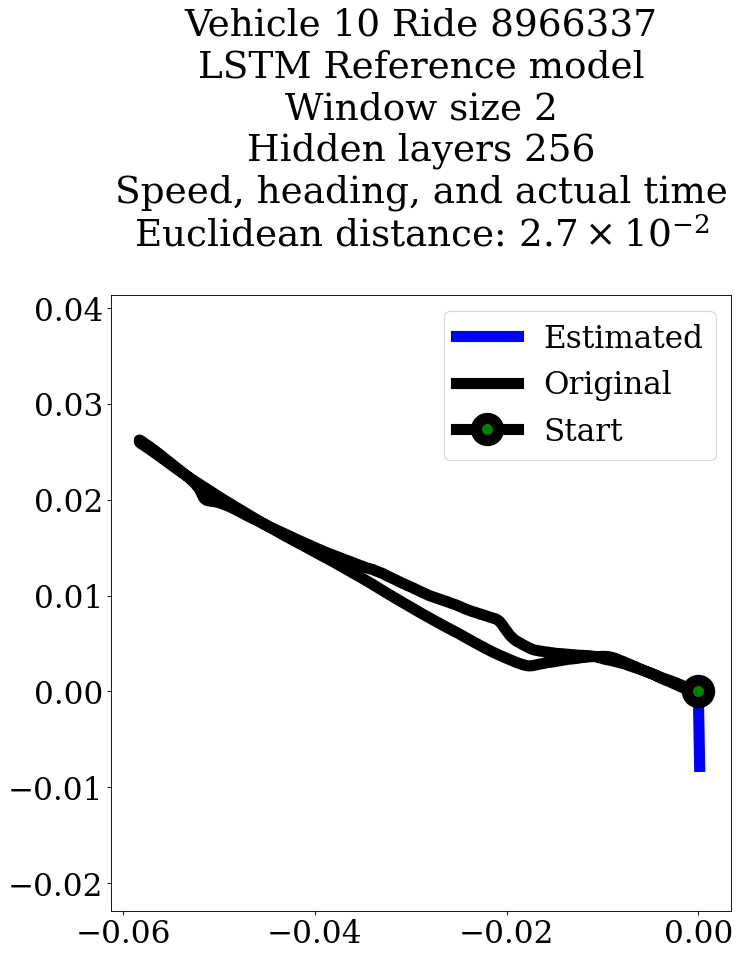 Vehicle 10 Ride 8966337
LSTM Reference model
Window size 2
Hidden layers 256
Speed, heading, and actual time
Euclidean distance: 2.7 × 10⁻²
Estimated
Original
Start
0.04
0.03
0.02
0.01
0.00
−0.01
−0.02
−0.06 −0.04 −0.02 0.00